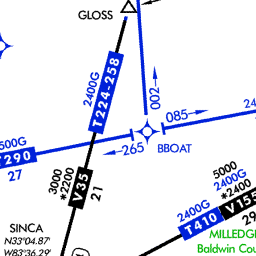 GLOSS
2400G
T224-258
002
085
265
BBOAT
T290
27
3000
*2200
V35
21
SINCA
N33°04.87'
W83°36.29'
5000
2400G
*2400
V155
2400G
T410
MILLEDGE
Baldwin Cou